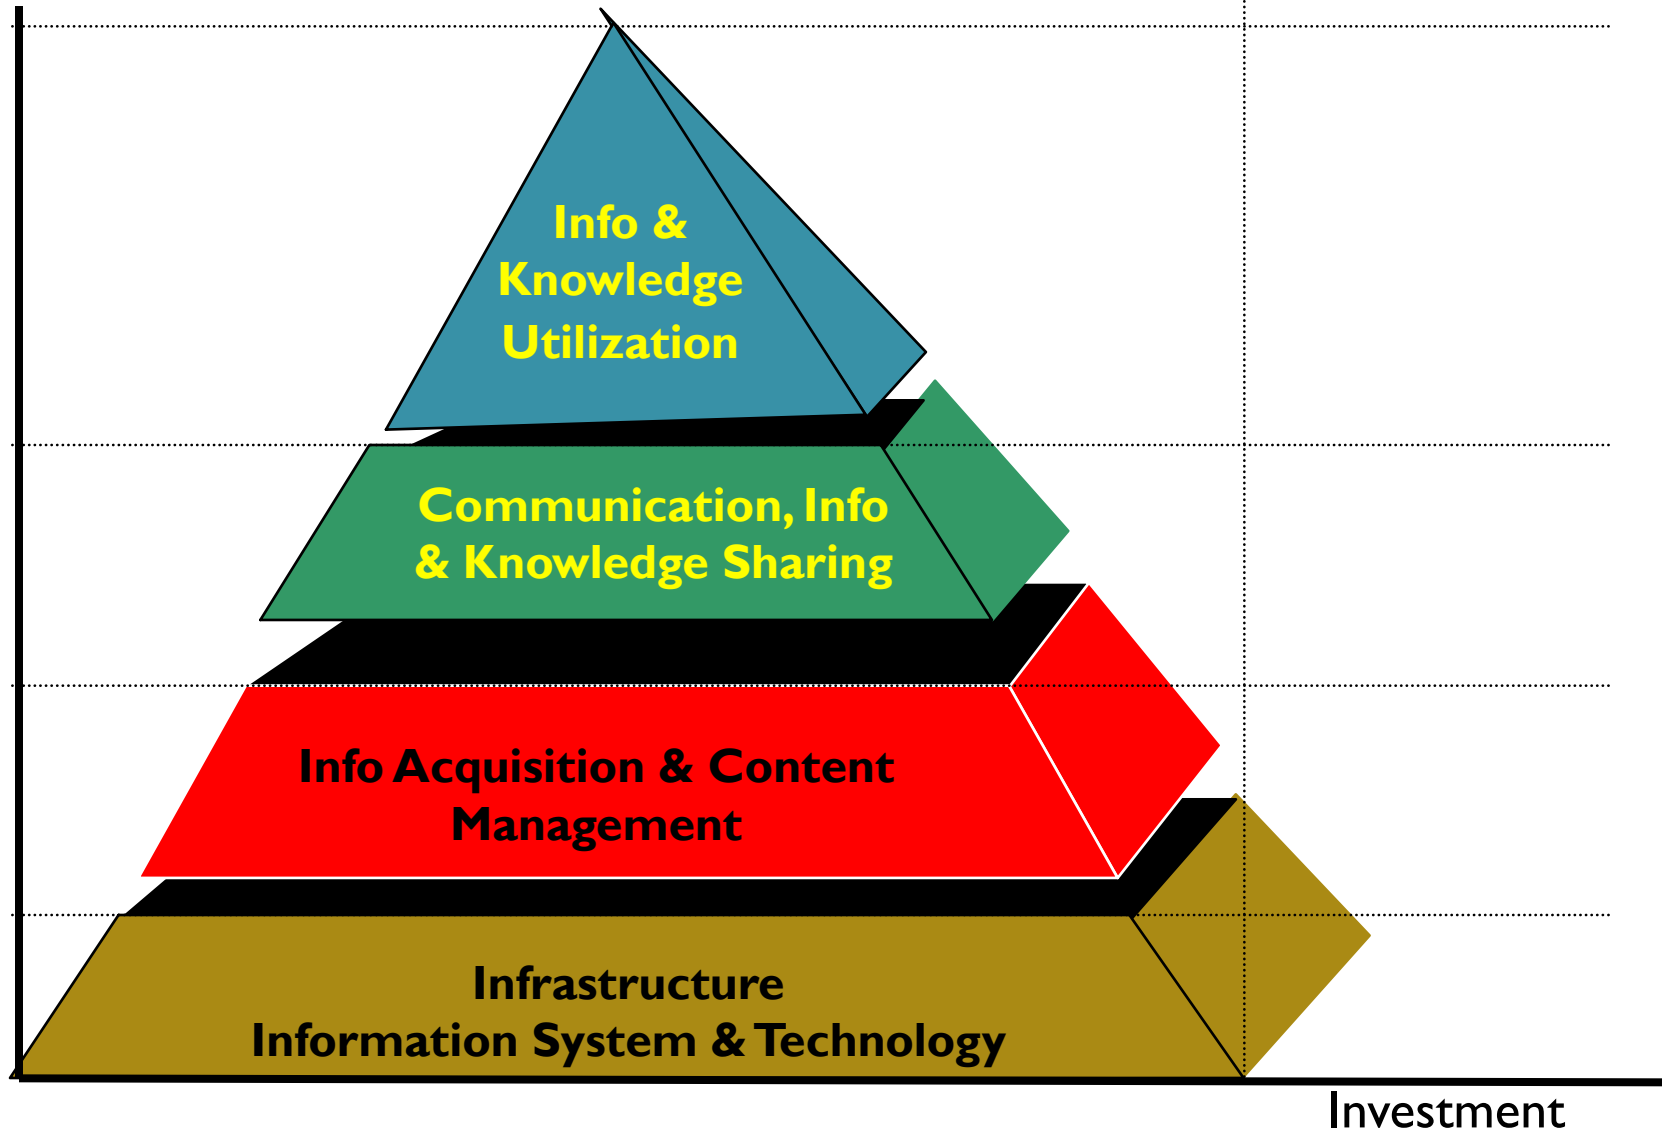 Info &
Knowledge
Utilization
Communication, Info
& Knowledge Sharing
Info Acquisition & Content
Management
Infrastructure
Information System & Technology
Investment